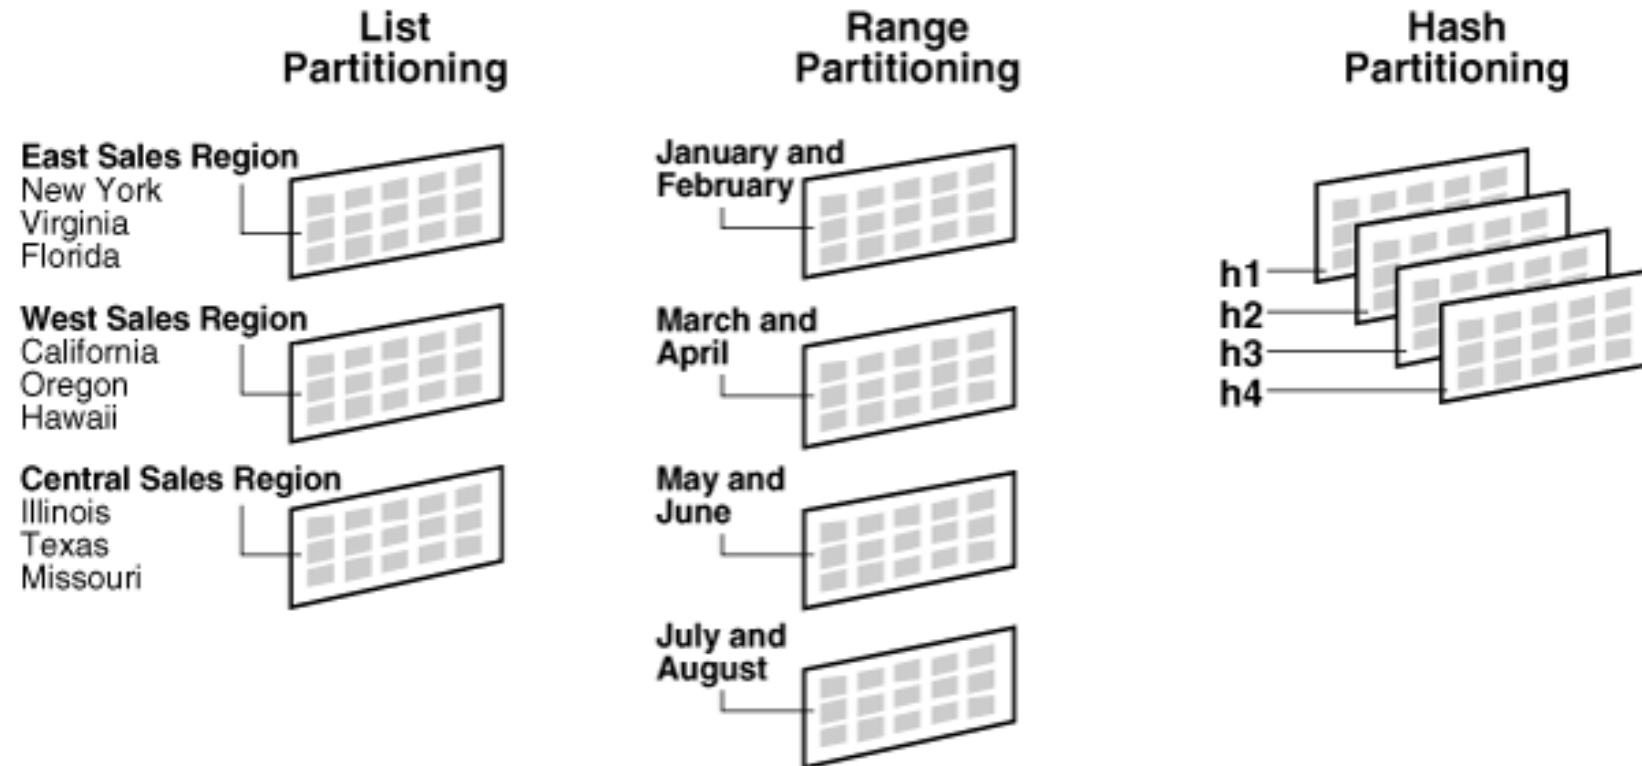 List
Partitioning
East Sales Region
New York
Virginia
Florida
West Sales Region
California
Oregon
Hawaii
Central Sales Region
Illinois
Texas
Missouri
Range
Partitioning
January and
February
March and
April
May and
June
July and
August
Hash
Partitioning
h1
h2
h3
h4